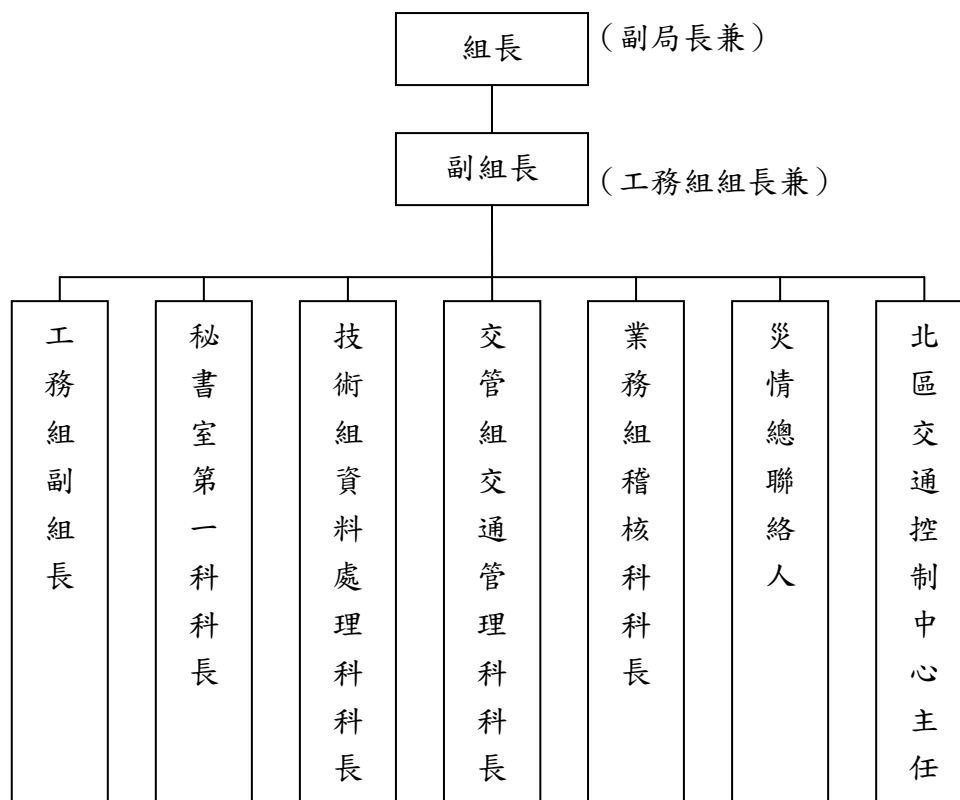 組長
（副局長兼）
副組長
（工務組組長兼）
工務組副組長
秘書室第一科科長
技術組資料處理科科長
交管組交通管理科科長
業務組稽核科科長
災情總聯絡人
北區交通控制中心主任